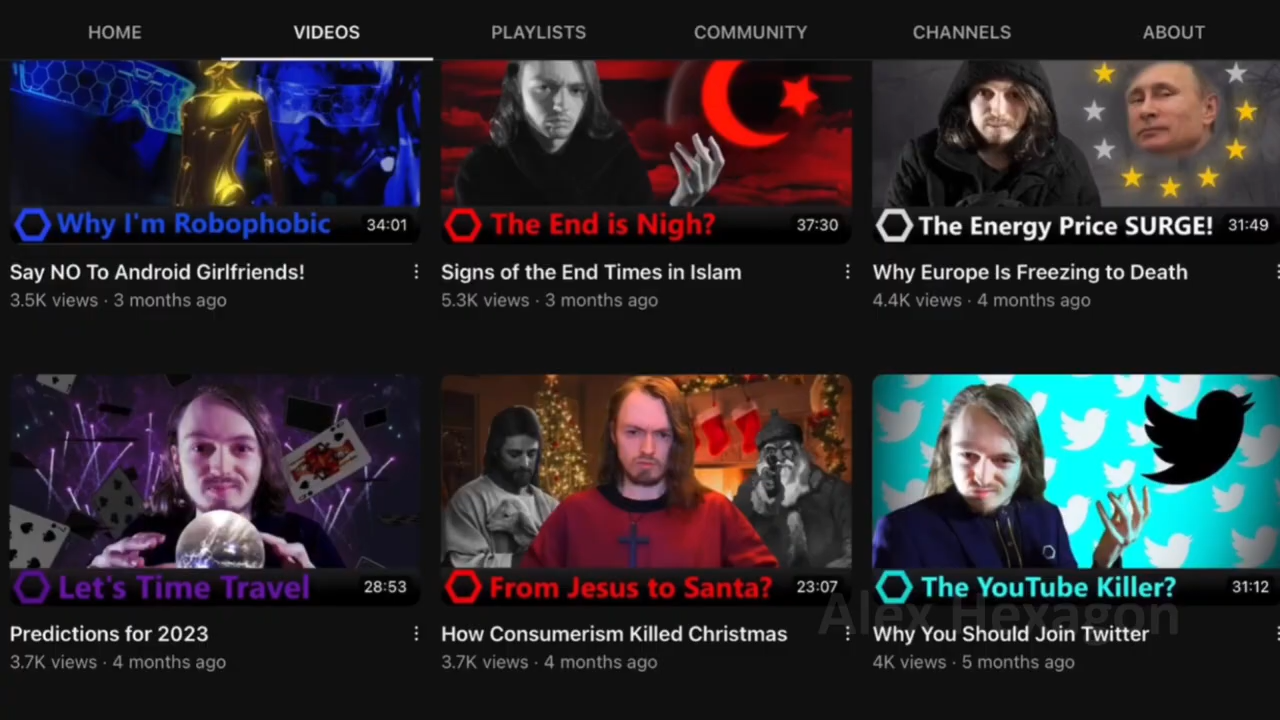 HOME VIDEOS PLAYLISTS COMMUNITY CHANNELS ABOUT
Why I'm Robophobic 34:01
The End is Nigh? 37:30
The Energy Price SURGE! 31:49
Say NO To Android Girlfriends!
3.5K views · 3 months ago
Signs of the End Times in Islam
5.3K views · 3 months ago
Why Europe Is Freezing to Death
4.4K views · 4 months ago
Let's Time Travel 28:53
From Jesus to Santa? 23:07
The YouTube Killer? 31:12
Alex Hexagon
Predictions for 2023
3.7K views · 4 months ago
How Consumerism Killed Christmas
3.7K views · 4 months ago
Why You Should Join Twitter
4K views · 5 months ago